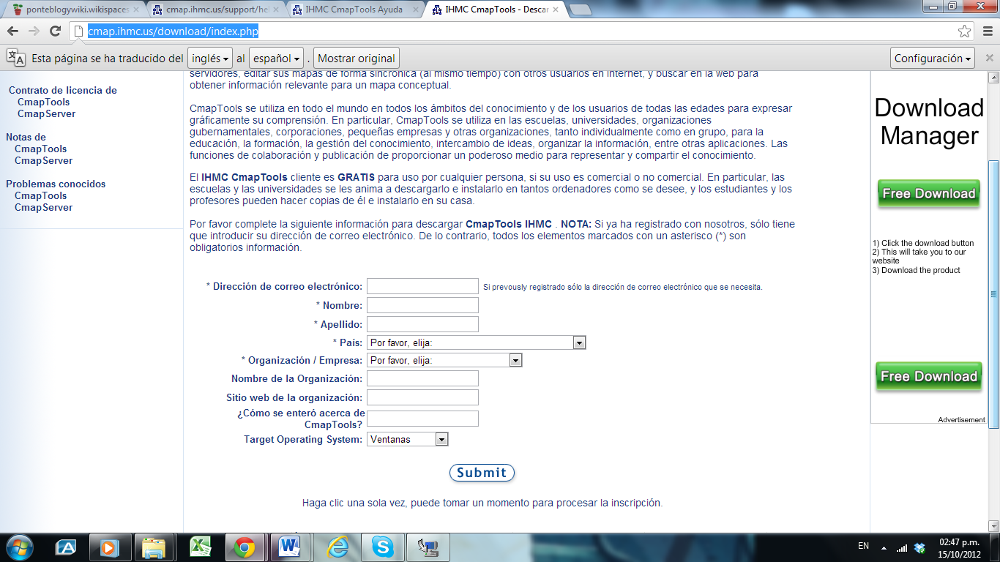 ponteblogywiki.wikispaces
cmap.ihmc.us/support/hel
IHMC CmapTools Ayuda
IHMC CmapTools - Descar
cmap.ihmc.us/download/index.php
Esta página se ha traducido del inglés al español . Mostrar original Configuración
Contrato de licencia de
CmapTools
CmapServer
Notas de
CmapTools
CmapServer
Problemas conocidos
CmapTools
CmapServer
servidores, editar sus mapas de forma sincrónica (al mismo tiempo) con otros usuarios en Internet, y buscar en la web para
obtener información relevante para un mapa conceptual.
CmapTools se utiliza en todo el mundo en todos los ámbitos del conocimiento y de los usuarios de todas las edades para expresar
gráficamente su comprensión. En particular, CmapTools se utiliza en las escuelas, universidades, organizaciones
gubernamentales, corporaciones, pequeñas empresas y otras organizaciones, tanto individualmente como en grupo, para la
educación, la formación, la gestión del conocimiento, intercambio de ideas, organizar la información, entre otras aplicaciones. Las
funciones de colaboración y publicación de proporcionar un poderoso medio para representar y compartir el conocimiento.
El IHMC CmapTools cliente es GRATIS para uso por cualquier persona, si su uso es comercial o no comercial. En particular, las
escuelas y las universidades se les anima a descargarlo e instalarlo en tantos ordenadores como se desee, y los estudiantes y los
profesores pueden hacer copias de él e instalarlo en su casa.
Por favor complete la siguiente información para descargar CmapTools IHMC . NOTA: Si ya ha registrado con nosotros, sólo tiene
que introducir su dirección de correo electrónico. De lo contrario, todos los elementos marcados con un asterisco (*) son
obligatorios información.
* Dirección de correo electrónico: Si prevously registrado sólo la dirección de correo electrónico que se necesita.
* Nombre:
* Apellido:
* País: Por favor, elija:
* Organización / Empresa: Por favor, elija:
Nombre de la Organización:
Sitio web de la organización:
¿Cómo se enteró acerca de
CmapTools?
Target Operating System: Ventanas
Submit
Haga clic una sola vez, puede tomar un momento para procesar la inscripción.
Download
Manager
Free Download
1) Click the download button
2) This will take you to our
website
3) Download the product
Free Download
Advertisement
EN
02:47 p.m.
15/10/2012